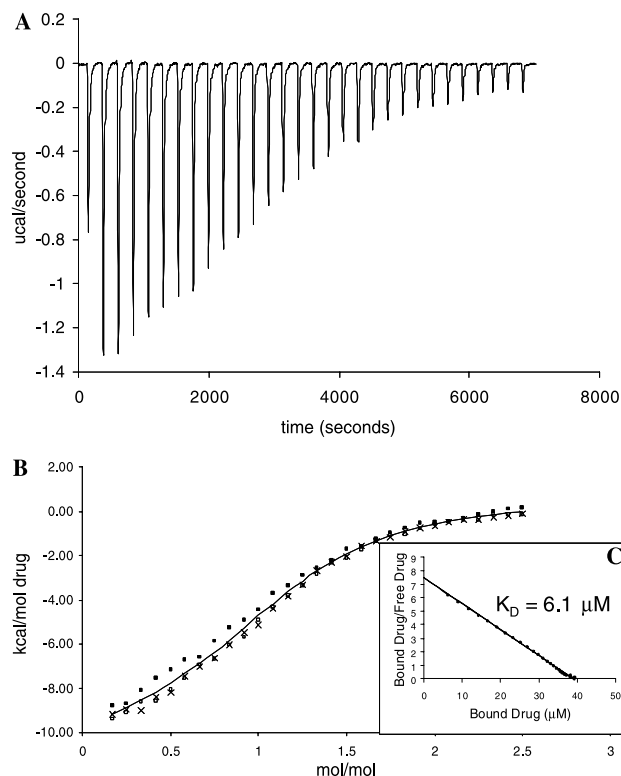 A
0.2
0
-0.2
-0.4
-0.6
-0.8
-1
-1.2
-1.4
ucal/second
0 2000 4000 6000 8000
time (seconds)
B
2.00
0.00
-2.00
-4.00
-6.00
-8.00
-10.00
kcal/mol drug
0 0.5 1 1.5 2 2.5 3
mol/mol
C
9
8
7
6
5
4
3
2
1
0
Bound Drug/Free Drug
K_D = 6.1 μM
0 10 20 30 40 50
Bound Drug (μM)